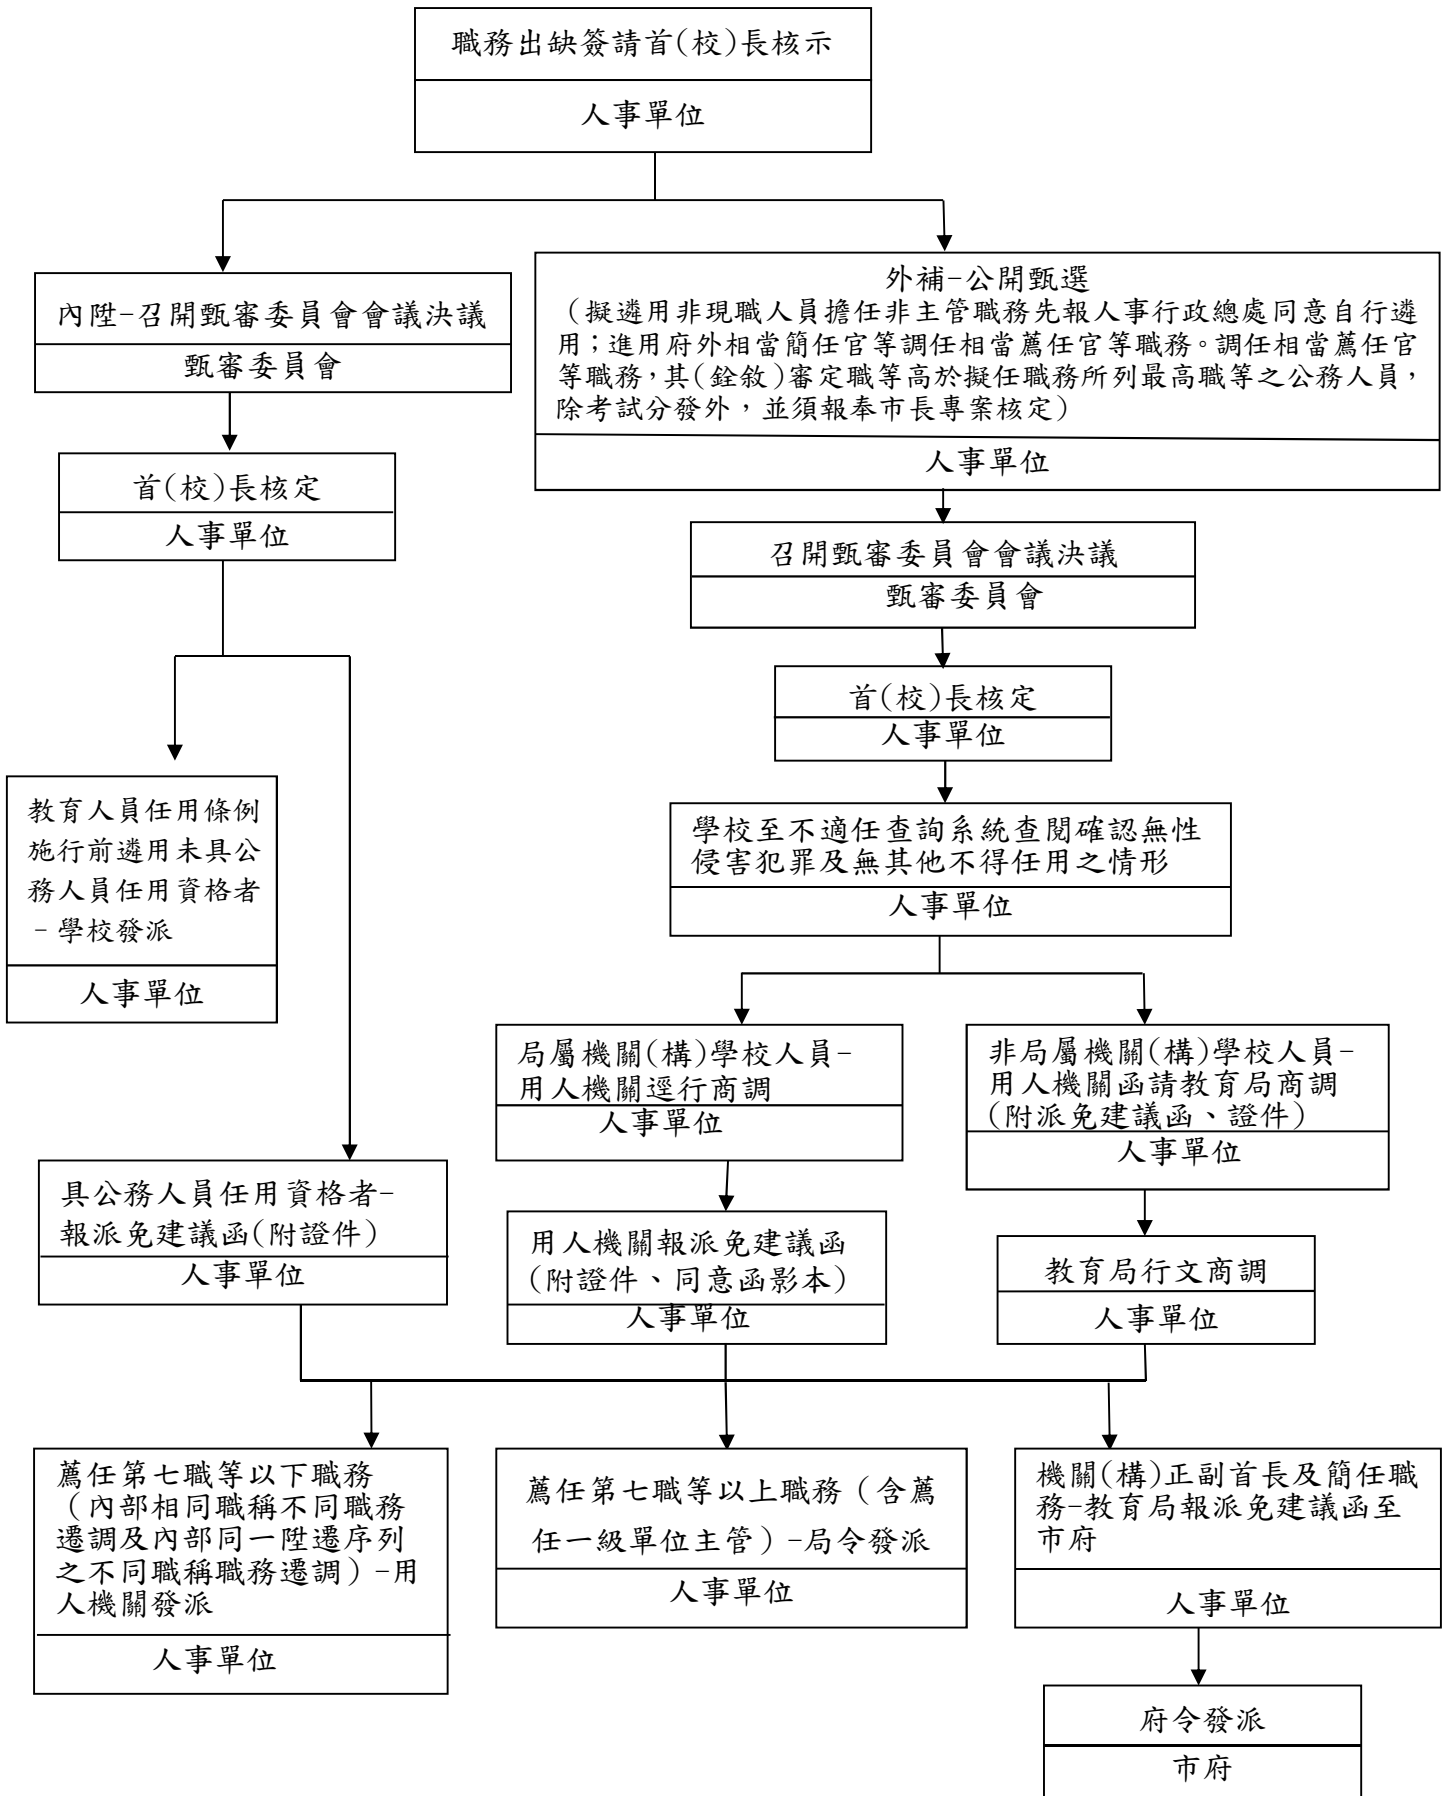 職務出缺簽請首(校)長核示
人事單位
內陞-召開甄審委員會會議決議
甄審委員會
首(校)長核定
人事單位
外補-公開甄選
（擬遴用非現職人員擔任非主管職務先報人事行政總處同意自行遴
用；進用府外相當簡任官等調任相當薦任官等職務。調任相當薦任官
等職務，其(銓敘)審定職等高於擬任職務所列最高職等之公務人員，
除考試分發外，並須報奉市長專案核定）
人事單位
召開甄審委員會會議決議
甄審委員會
首(校)長核定
人事單位
學校至不適任查詢系統查閱確認無性
侵害犯罪及無其他不得任用之情形
人事單位
教育人員任用條例
施行前遴用未具公
務人員任用資格者
-學校發派
人事單位
局屬機關(構)學校人員-
用人機關逕行商調
人事單位
非局屬機關(構)學校人員-
用人機關函請教育局商調
(附派免建議函、證件)
人事單位
具公務人員任用資格者-
報派免建議函(附證件)
人事單位
用人機關報派免建議函
(附證件、同意函影本)
人事單位
教育局行文商調
人事單位
薦任第七職等以下職務
（內部相同職稱不同職務
遷調及內部同一陞遷序列
之不同職稱職務遷調）-用
人機關發派
人事單位
薦任第七職等以上職務（含薦
任一級單位主管）-局令發派
人事單位
機關(構)正副首長及簡任職
務-教育局報派免建議函至
市府
人事單位
府令發派
市府